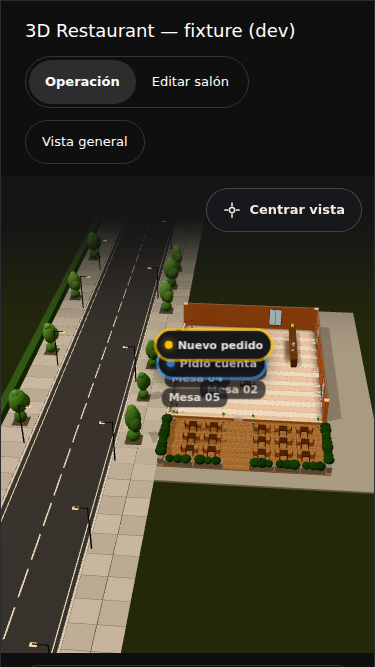 3D Restaurant — fixture (dev)
Operación Editar salón
Vista general
Centrar vista
Nuevo pedido
Pidió cuenta
Mesa 04
Mesa 02
Mesa 05